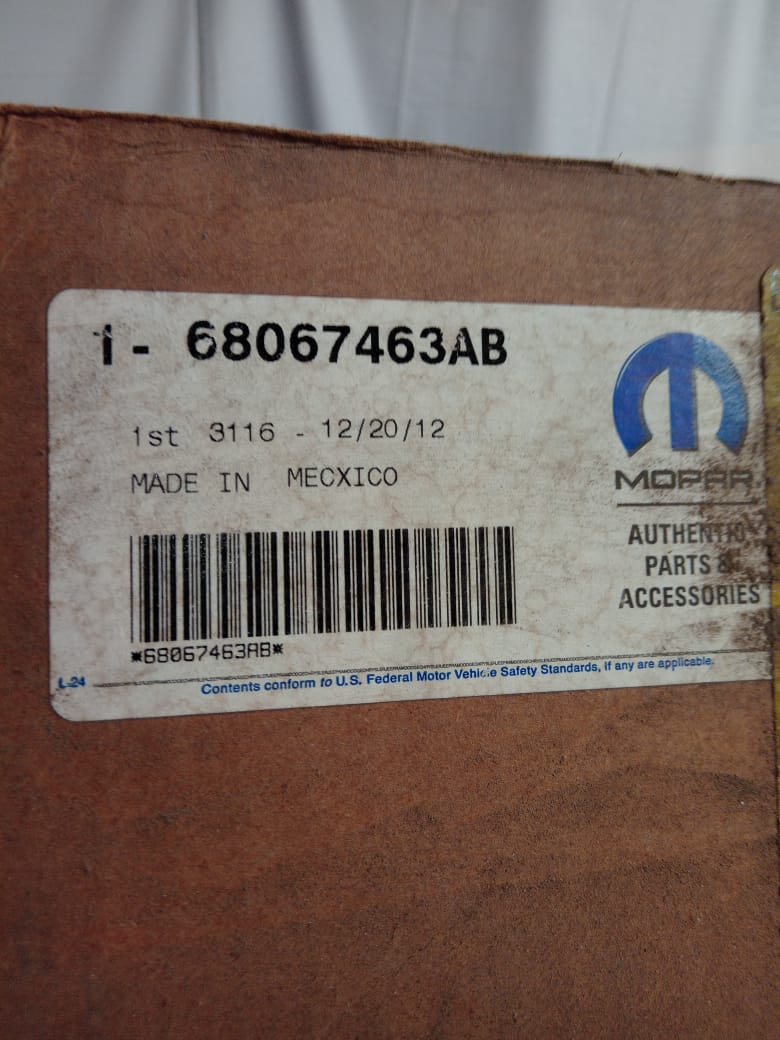 1- 68067463AB
1st 3116 - 12/20/12
MADE IN MECXICO
*68067463AB*
MOPAR
AUTHENTIC
PARTS &
ACCESSORIES
L-24
Contents conform to U.S. Federal Motor Vehicle Safety Standards, if any are applicable.